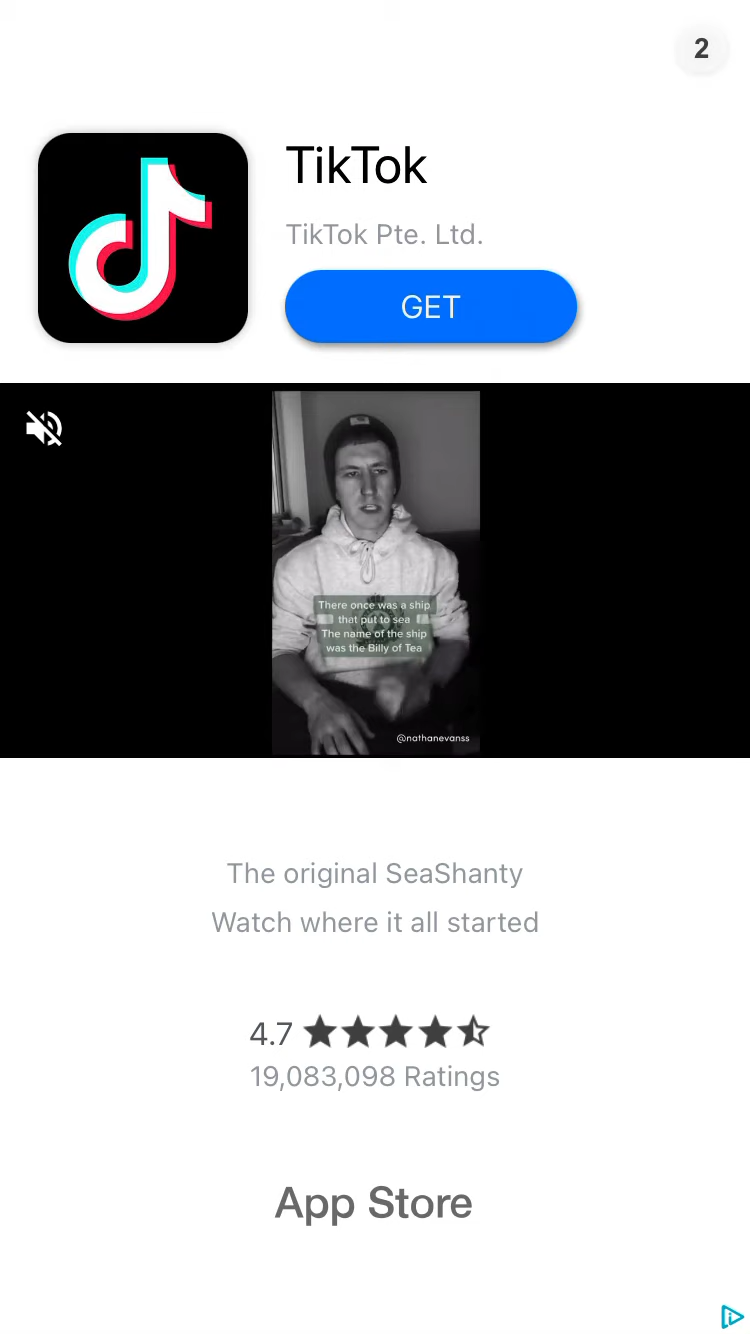 2
TikTok
TikTok Pte. Ltd.
GET
There once was a ship
that put to sea
The name of the ship
was the Billy of Tea
@nathanevanss
The original SeaShanty
Watch where it all started
4.7
19,083,098 Ratings
App Store